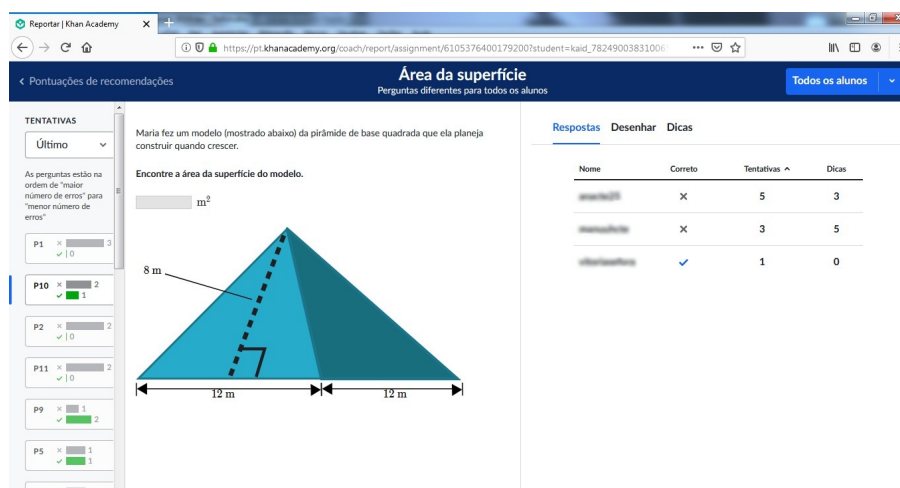 Reportar | Khan Academy
https://pt.khanacademy.org/coach/report/assignment/6105376400179200?student=kaid_78249003831006
< Pontuações de recomendações
Área da superfície
Perguntas diferentes para todos os alunos
Todos os alunos
TENTATIVAS
Último
As perguntas estão na
ordem de "maior
número de erros" para
"menor número de
erros"
P1 × 3
✓ | 0
P10 × 2
✓ 1
P2 × 2
✓ | 0
P11 × 2
✓ | 0
P9 × 1
✓ 2
P5 × 1
✓ 1
Maria fez um modelo (mostrado abaixo) da pirâmide de base quadrada que ela planeja
construir quando crescer.
Encontre a área da superfície do modelo.
m²
8 m
12 m 12 m
Respostas Desenhar Dicas
Nome Correto Tentativas Dicas
× 5 3
× 3 5
✓ 1 0